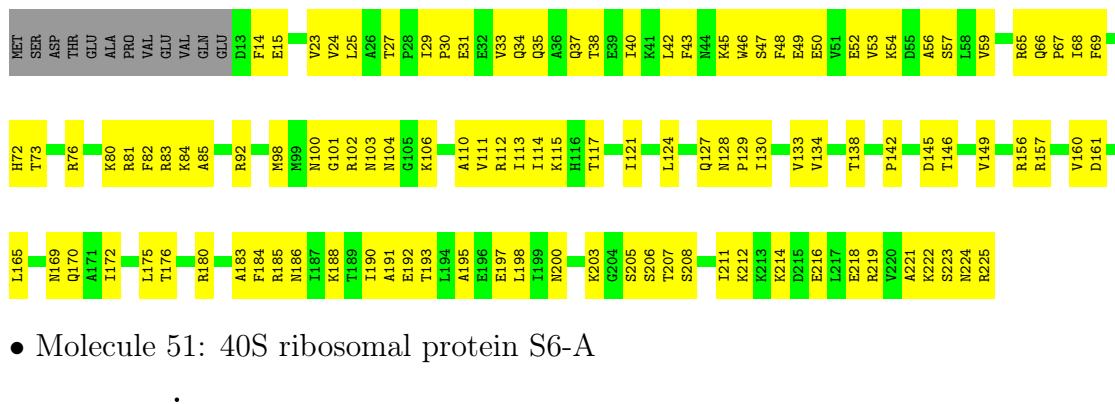 MET SER ASP THR GLU ALA PRO VAL GLU VAL GLN GLU D13 F14 E15 V23 V24 L25 A26 T27 P28 I29 P30 E31 E32 V33 Q34 Q35 A36 Q37 T38 E39 I40 K41 L42 F43 N44 K45 W46 S47 F48 E49 E50 V51 E52 V53 K54 D55 A56 S57 L58 V59 R65 Q66 P67 I68 F69
H72 T73 R76 K80 R81 F82 R83 K84 A85 R92 M98 M99 N100 G101 R102 N103 N104 G105 K106 A110 V111 R112 I113 I114 K115 H116 T117 I121 L124 Q127 N128 P129 I130 V133 V134 T138 P142 D145 T146 V149 R156 R157 V160 D161
L165 N169 Q170 A171 I172 L175 T176 R180 A183 F184 R185 N186 I187 K188 T189 I190 A191 E192 T193 L194 A195 E196 E197 L198 I199 N200 K203 G204 S205 S206 T207 S208 I211 K212 K213 K214 D215 E216 L217 E218 R219 V220 A221 K222 S223 N224 R225
• Molecule 51: 40S ribosomal protein S6-A